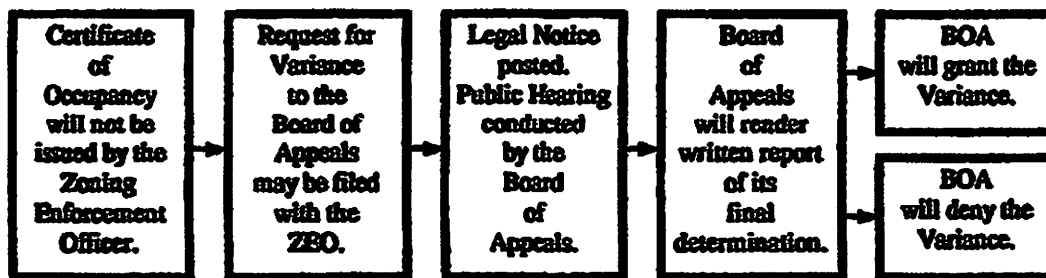 Certificate
of
Occupancy
will not be
issued by the
Zoning
Enforcement
Officer.
Request for
Variance
to the
Board of
Appeals
may be filed
with the
ZEO.
Legal Notice
posted.
Public Hearing
conducted
by the
Board
of
Appeals.
Board
of
Appeals
will render
written report
of its
final
determination.
BOA
will grant the
Variance.
BOA
will deny the
Variance.